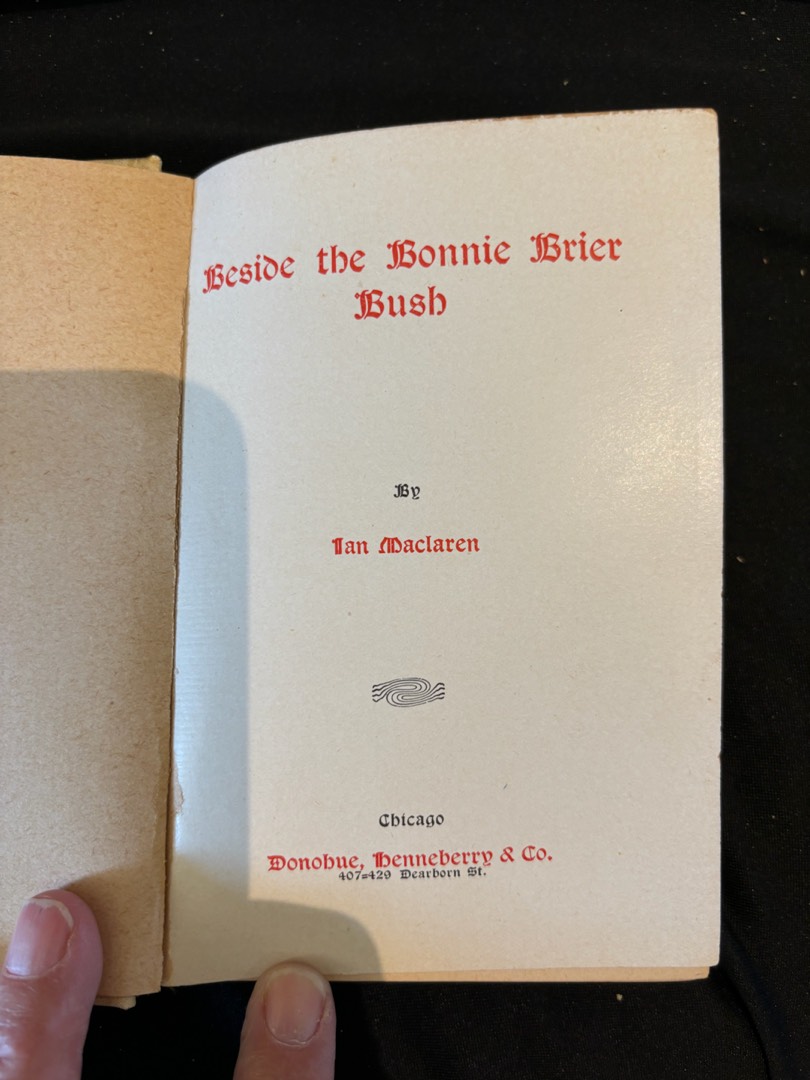 Beside the Bonnie Brier
Bush
By
Ian Maclaren
Chicago
Donohue, Henneberry & Co.
407=429 Dearborn St.